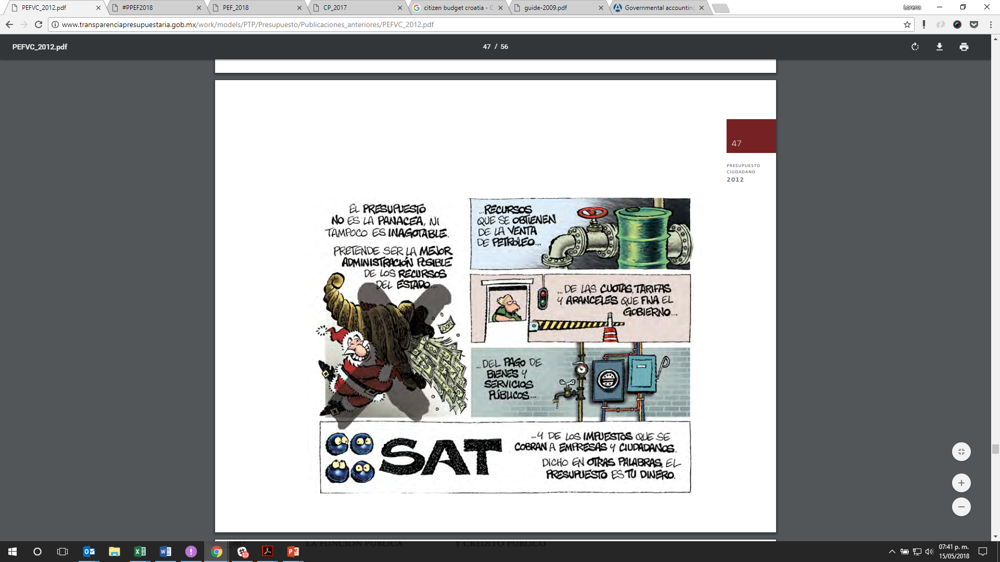 PEFVC_2012.pdf
#PPEF2018
PEF_2018
CP_2017
citizen budget croatia - G
guide-2009.pdf
Governmental accounting
Lorena
www.transparenciapresupuestaria.gob.mx/work/models/PTP/Presupuesto/Publicaciones_anteriores/PEFVC_2012.pdf
PEFVC_2012.pdf
47 / 56
47
PRESUPUESTO
CIUDADANO
2012
EL PRESUPUESTO
NO ES LA PANACEA, NI
TAMPOCO ES INAGOTABLE.
PRETENDE SER LA MEJOR
ADMINISTRACIÓN POSIBLE
DE LOS RECURSOS
DEL ESTADO...
...RECURSOS
QUE SE OBTIENEN
DE LA VENTA
DE PETRÓLEO...
...DE LAS CUOTAS, TARIFAS
Y ARANCELES QUE FIJA EL
GOBIERNO...
...DEL PAGO DE
BIENES Y
SERVICIOS
PÚBLICOS...
SAT
...Y DE LOS IMPUESTOS QUE SE
COBRAN A EMPRESAS Y CIUDADANOS.
DICHO EN OTRAS PALABRAS, EL
PRESUPUESTO ES TU DINERO.
LA FUNCIÓN PÚBLICA
Y CRÉDITO PÚBLICO
13
07:41 p. m.
15/05/2018